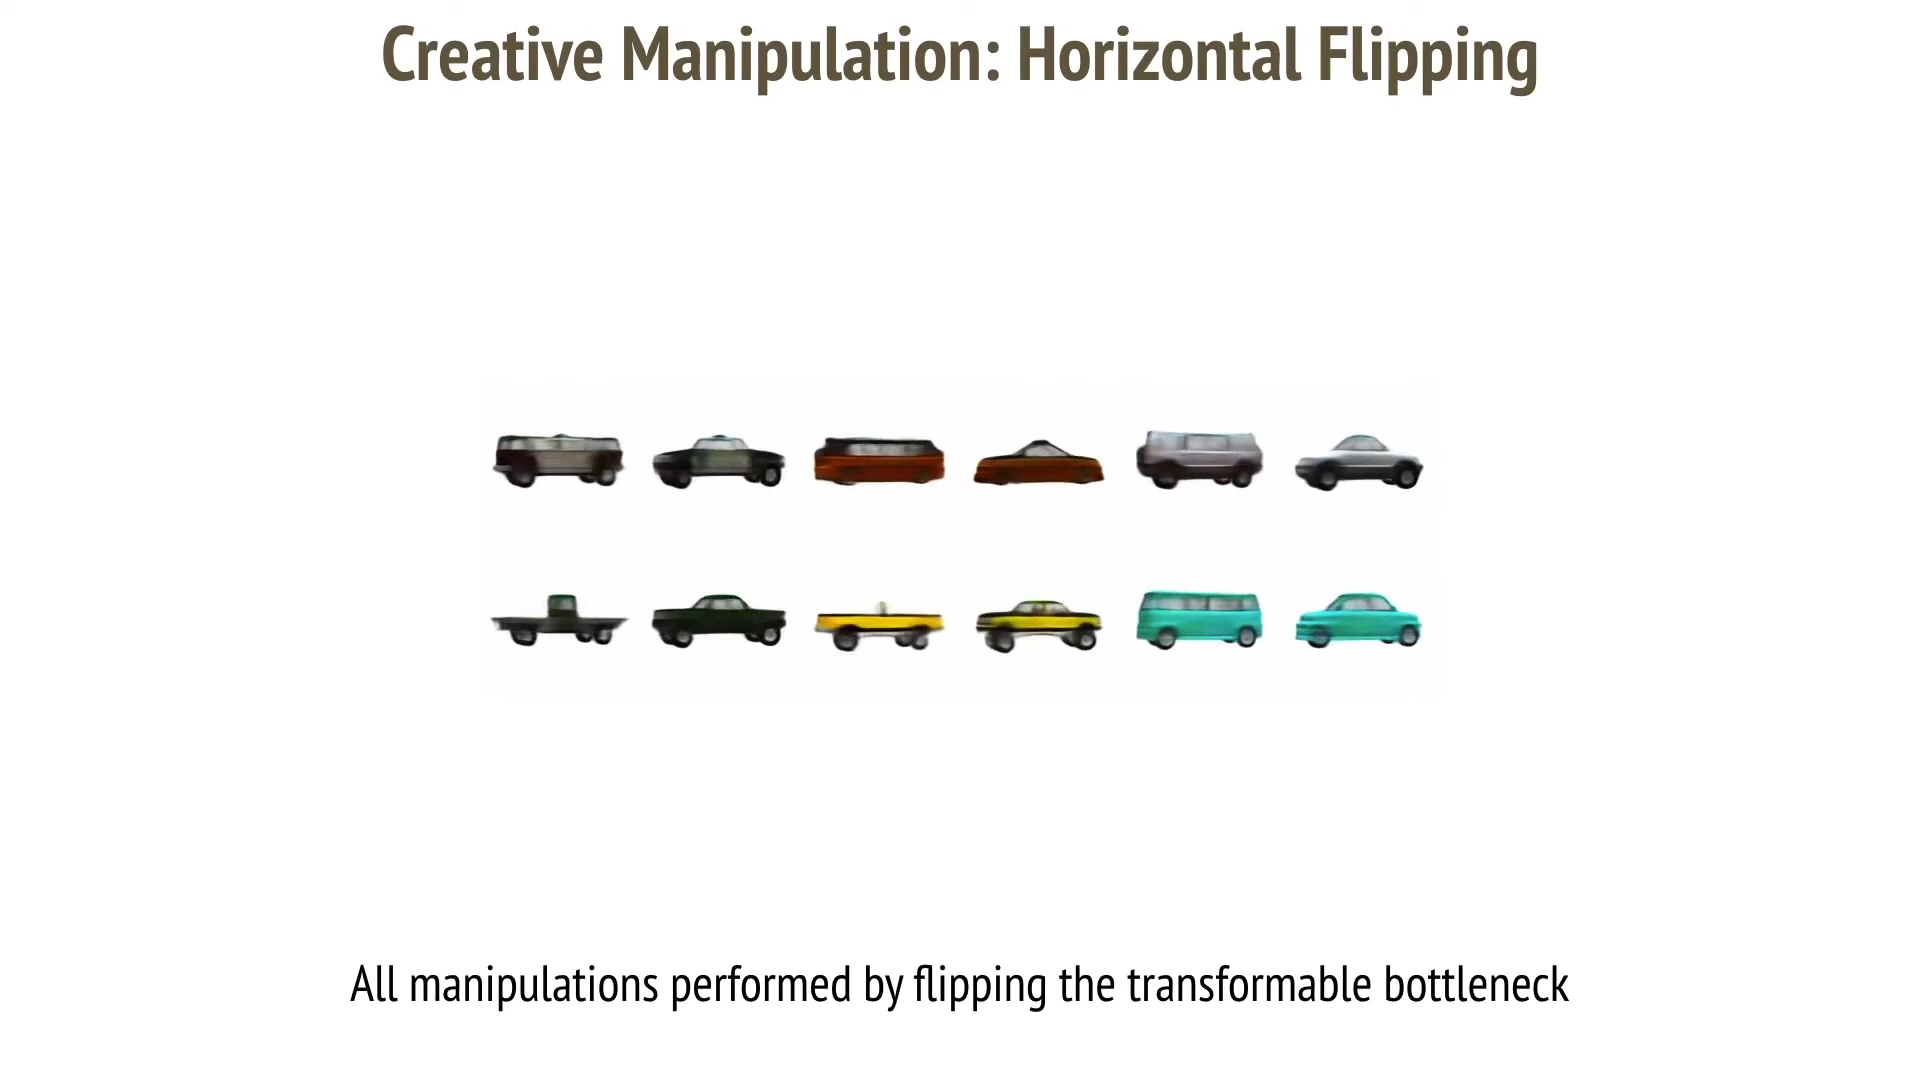 Creative Manipulation: Horizontal Flipping
All manipulations performed by flipping the transformable bottleneck